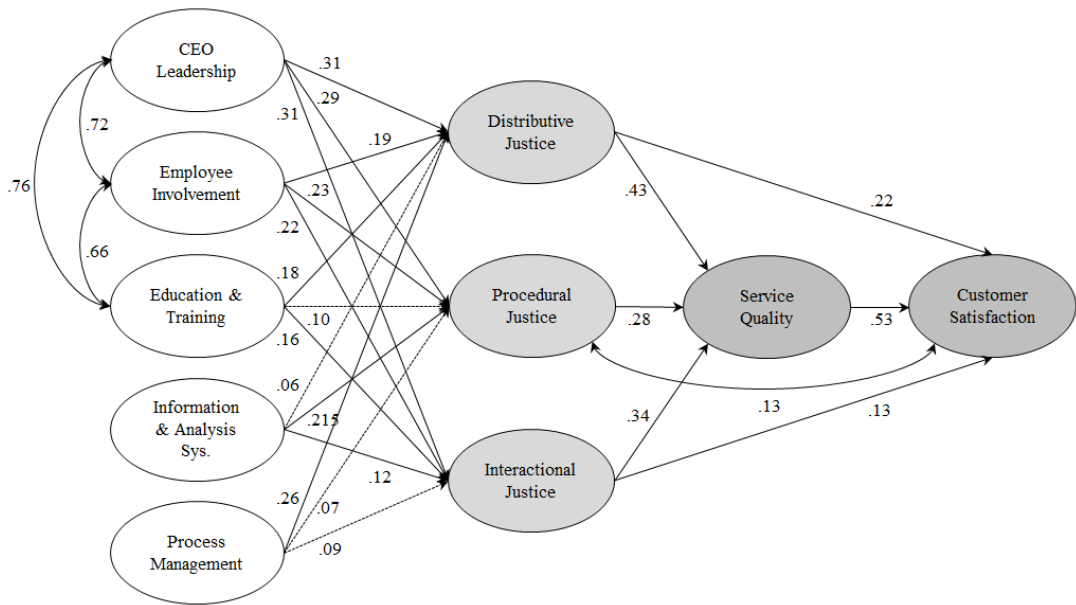 CEO
Leadership
Employee
Involvement
Education &
Training
Information
& Analysis
Sys.
Process
Management
.72
.76
.66
.31
.29
.31
.19
.23
.22
.18
.10
.16
.06
.215
.12
.26
.07
.09
Distributive
Justice
Procedural
Justice
Interactional
Justice
.43
.22
.28
.34
Service
Quality
.53
.13
.13
Customer
Satisfaction